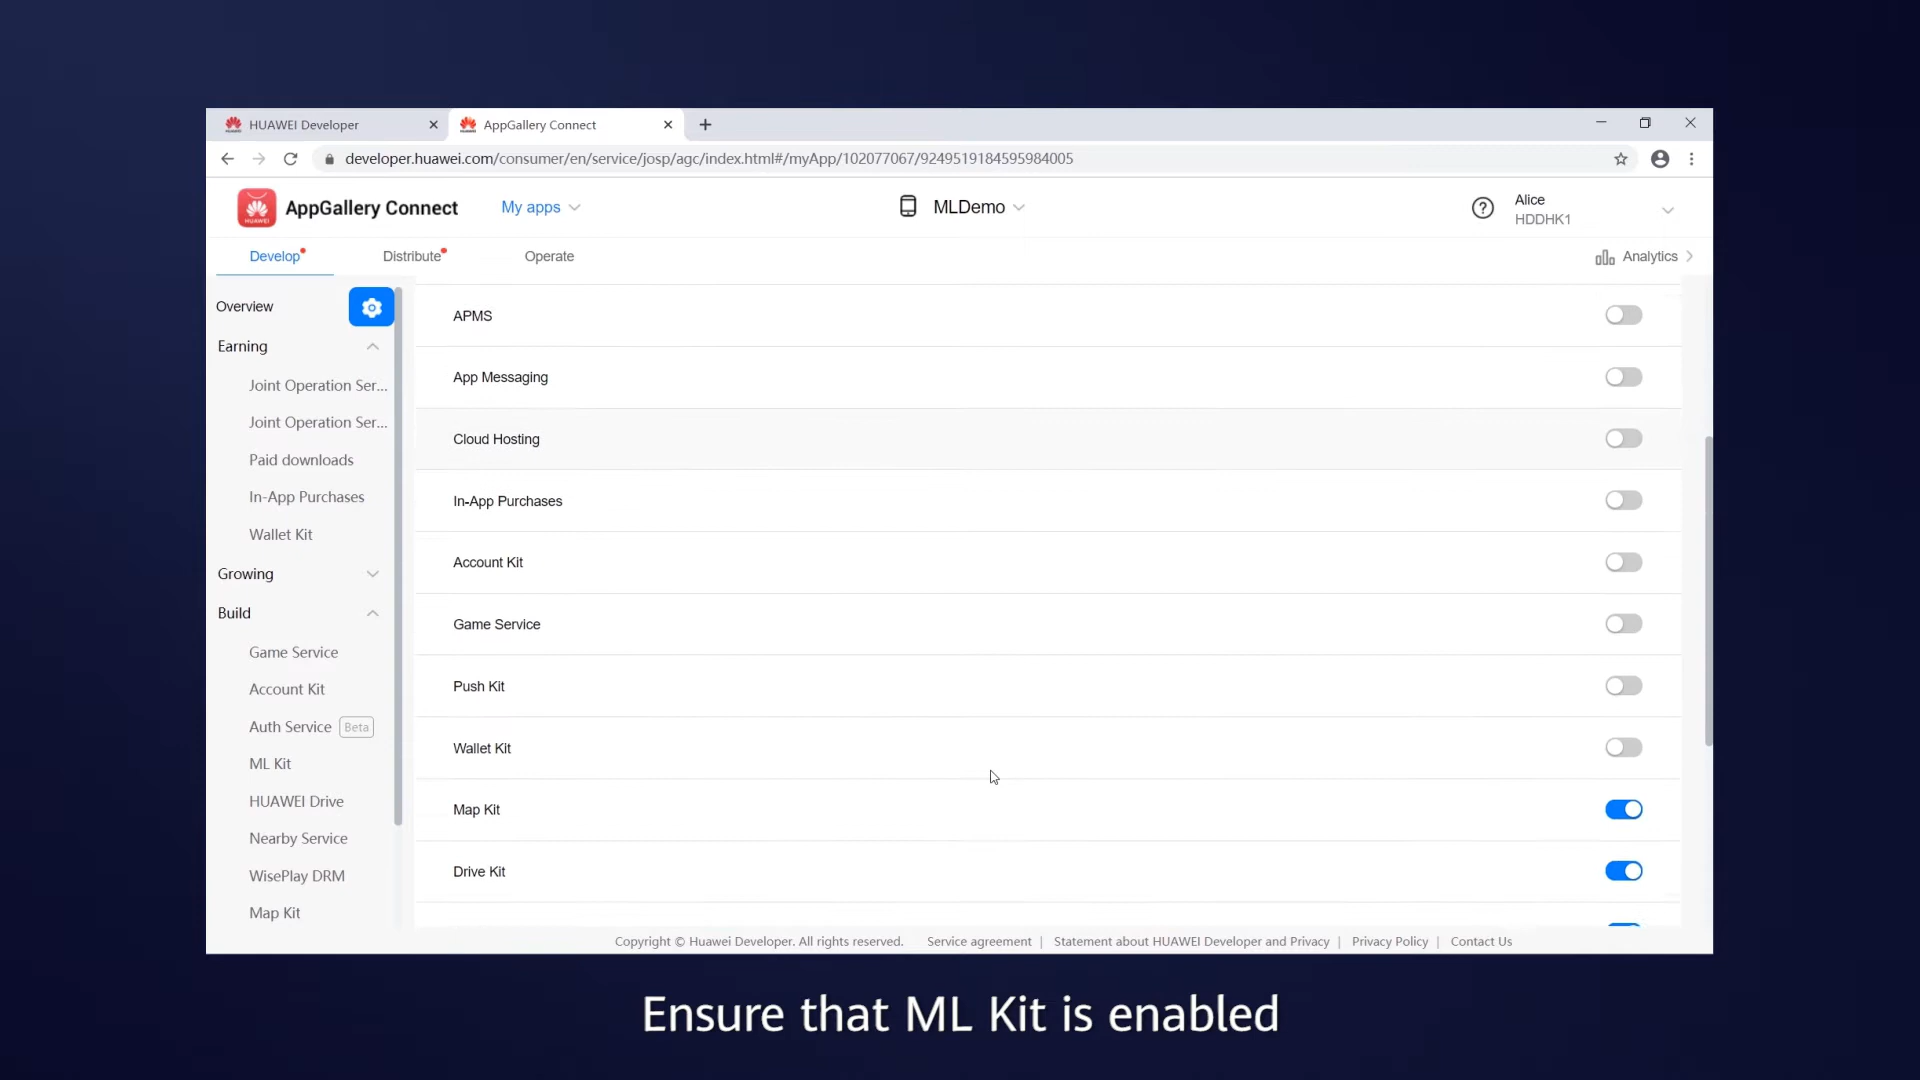 HUAWEI Developer
AppGallery Connect
developer.huawei.com/consumer/en/service/josp/agc/index.html#/myApp/102077067/9249519184595984005
HUAWEI
AppGallery Connect
My apps
MLDemo
Alice
HDDHK1
Develop
Distribute
Operate
Analytics
Overview
Earning
Joint Operation Ser...
Joint Operation Ser...
Paid downloads
In-App Purchases
Wallet Kit
Growing
Build
Game Service
Account Kit
Auth Service Beta
ML Kit
HUAWEI Drive
Nearby Service
WisePlay DRM
Map Kit
APMS
App Messaging
Cloud Hosting
In-App Purchases
Account Kit
Game Service
Push Kit
Wallet Kit
Map Kit
Drive Kit
Copyright © Huawei Developer. All rights reserved. Service agreement | Statement about HUAWEI Developer and Privacy | Privacy Policy | Contact Us
Ensure that ML Kit is enabled